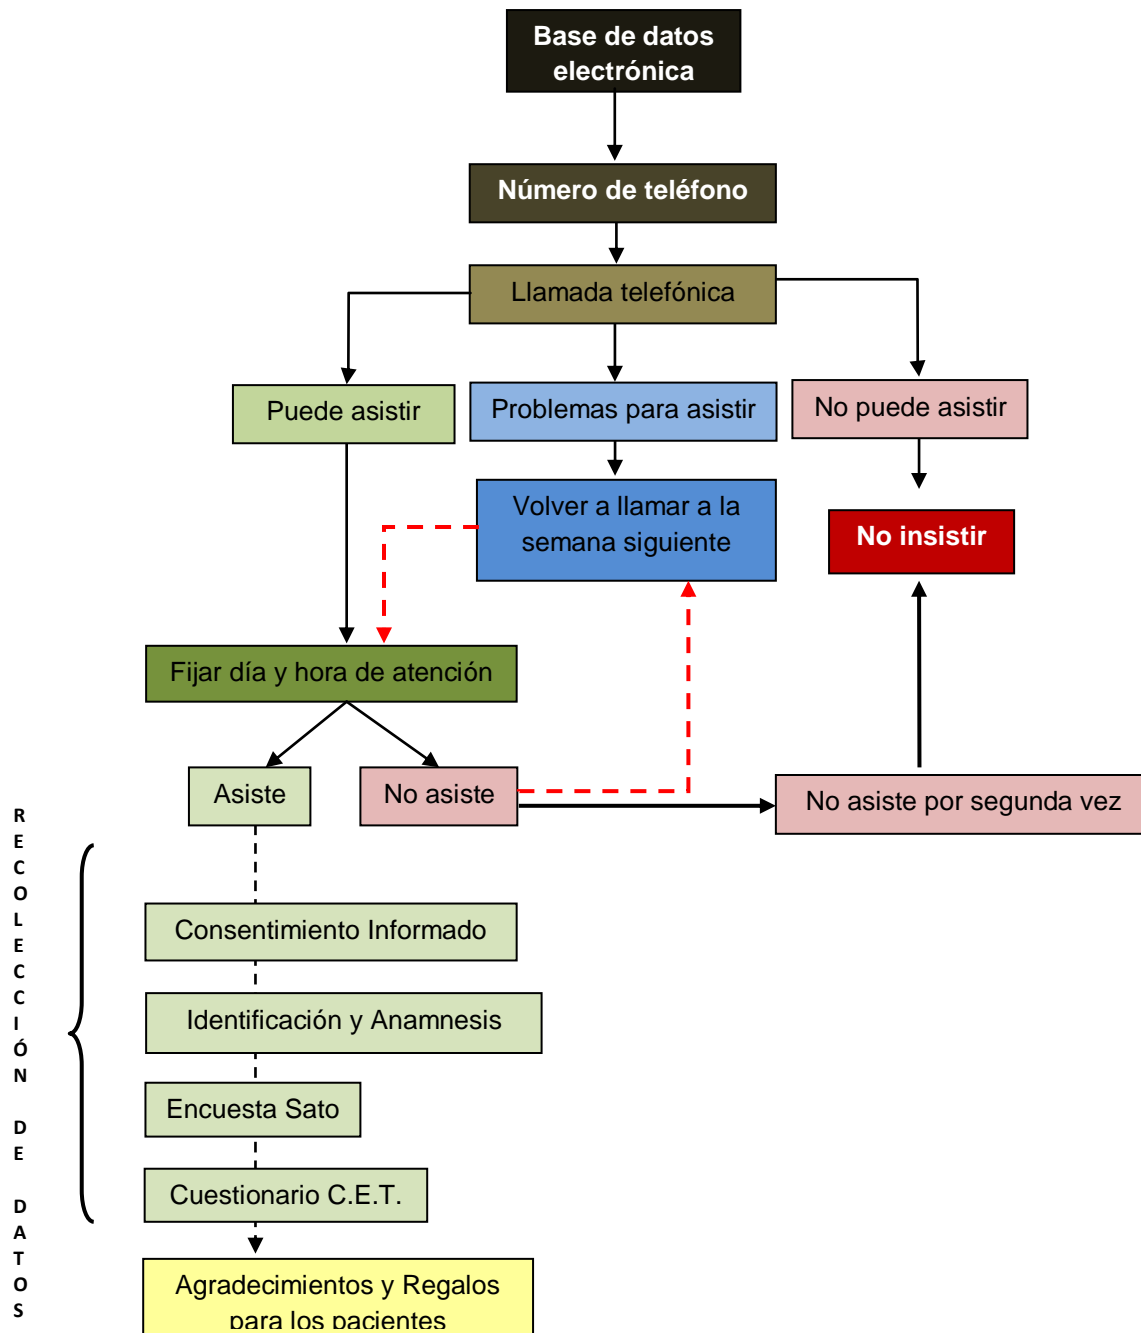 Base de datos
electrónica
Número de teléfono
Llamada telefónica
Puede asistir
Problemas para asistir
No puede asistir
Volver a llamar a la
semana siguiente
No insistir
Fijar día y hora de atención
Asiste
No asiste
No asiste por segunda vez
RECOLECCIÓN DE DATOS
Consentimiento Informado
Identificación y Anamnesis
Encuesta Sato
Cuestionario C.E.T.
Agradecimientos y Regalos
para los pacientes